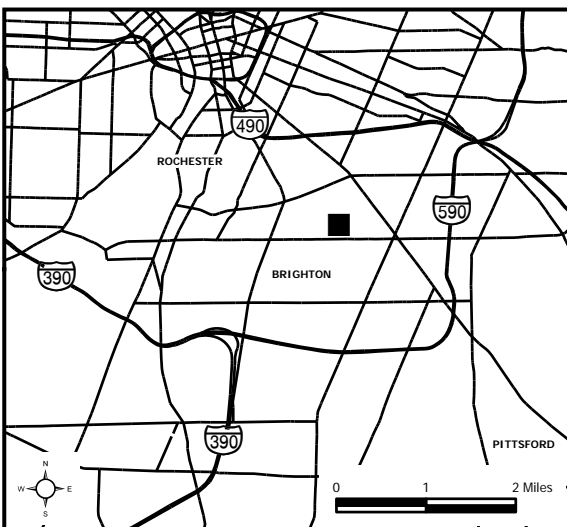 490
ROCHESTER
590
390
BRIGHTON
390
PITTSFORD
N
W E
S
0 1 2 Miles